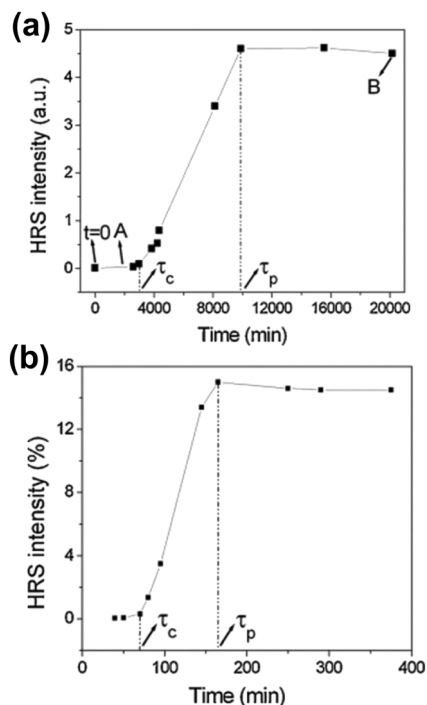 (a)
HRS intensity (a.u.)
5
4
3
2
1
0
t=0 A
B
τc
τp
0 4000 8000 12000 16000 20000
Time (min)
(b)
HRS intensity (%)
16
12
8
4
0
τc
τp
0 100 200 300 400
Time (min)